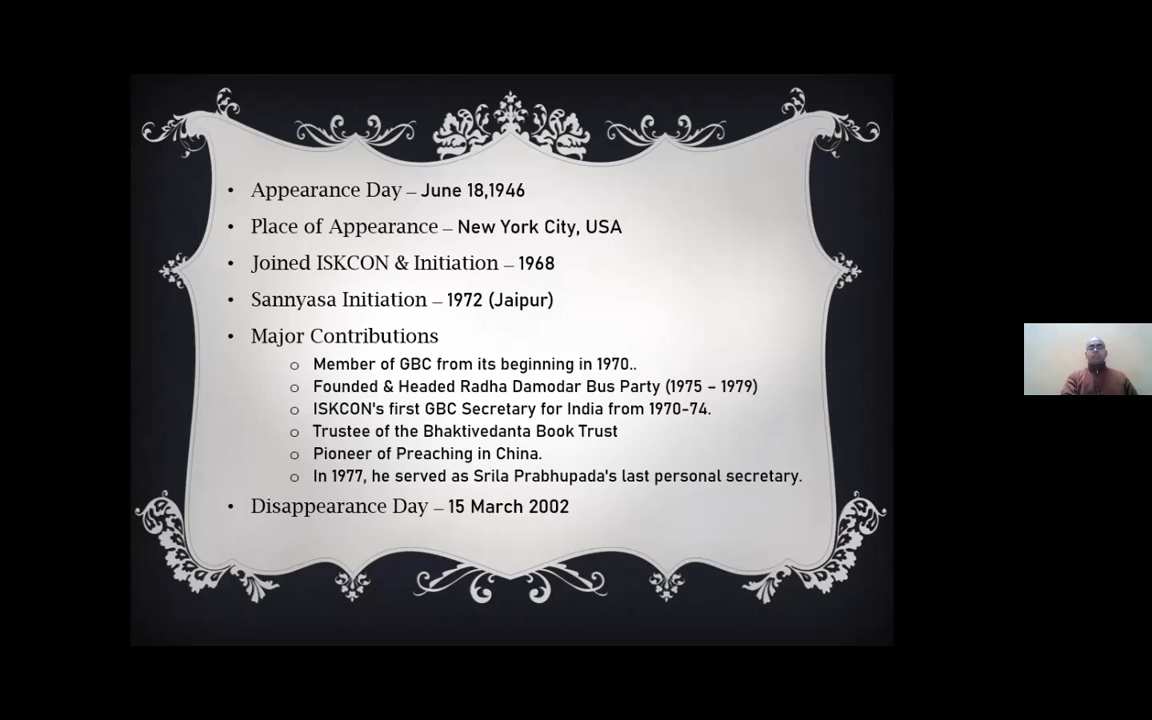 • Appearance Day – June 18,1946
• Place of Appearance – New York City, USA
• Joined ISKCON & Initiation – 1968
• Sannyasa Initiation – 1972 (Jaipur)
• Major Contributions
o Member of GBC from its beginning in 1970..
o Founded & Headed Radha Damodar Bus Party (1975 – 1979)
o ISKCON's first GBC Secretary for India from 1970-74.
o Trustee of the Bhaktivedanta Book Trust
o Pioneer of Preaching in China.
o In 1977, he served as Srila Prabhupada's last personal secretary.
• Disappearance Day – 15 March 2002